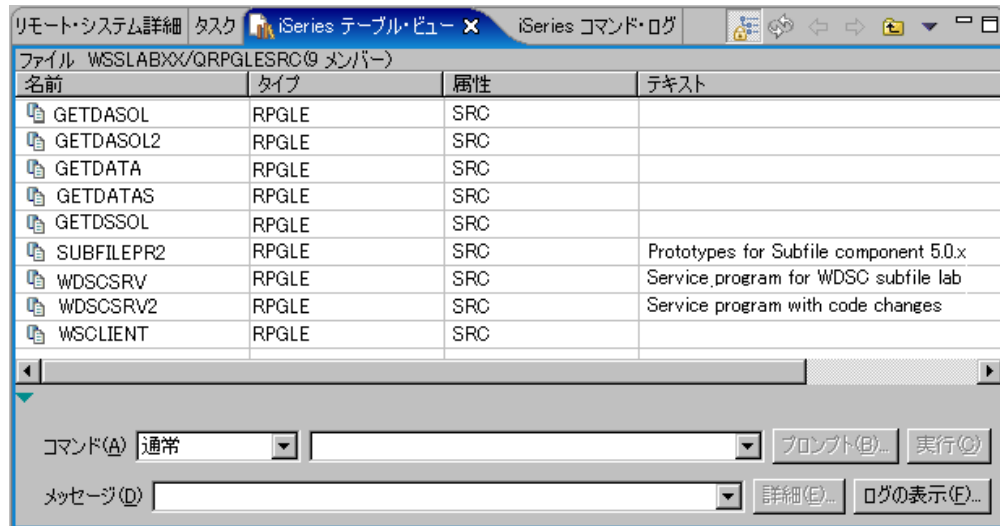 リモート・システム詳細 タスク iSeries テーブル・ビュー iSeries コマンド・ログ
ファイル WSSLABXX/QRPGLESRC(9 メンバー)
名前 タイプ 属性 テキスト
GETDASOL RPGLE SRC
GETDASOL2 RPGLE SRC
GETDATA RPGLE SRC
GETDATAS RPGLE SRC
GETDSSOL RPGLE SRC
SUBFILEPR2 RPGLE SRC Prototypes for Subfile component 5.0.x
WDSCSRV RPGLE SRC Service program for WDSC subfile lab
WDSCSRV2 RPGLE SRC Service program with code changes
WSCLIENT RPGLE SRC
コマンド(A) 通常 プロンプト(B)... 実行(C)
メッセージ(D) 詳細(E)... ログの表示(F)...